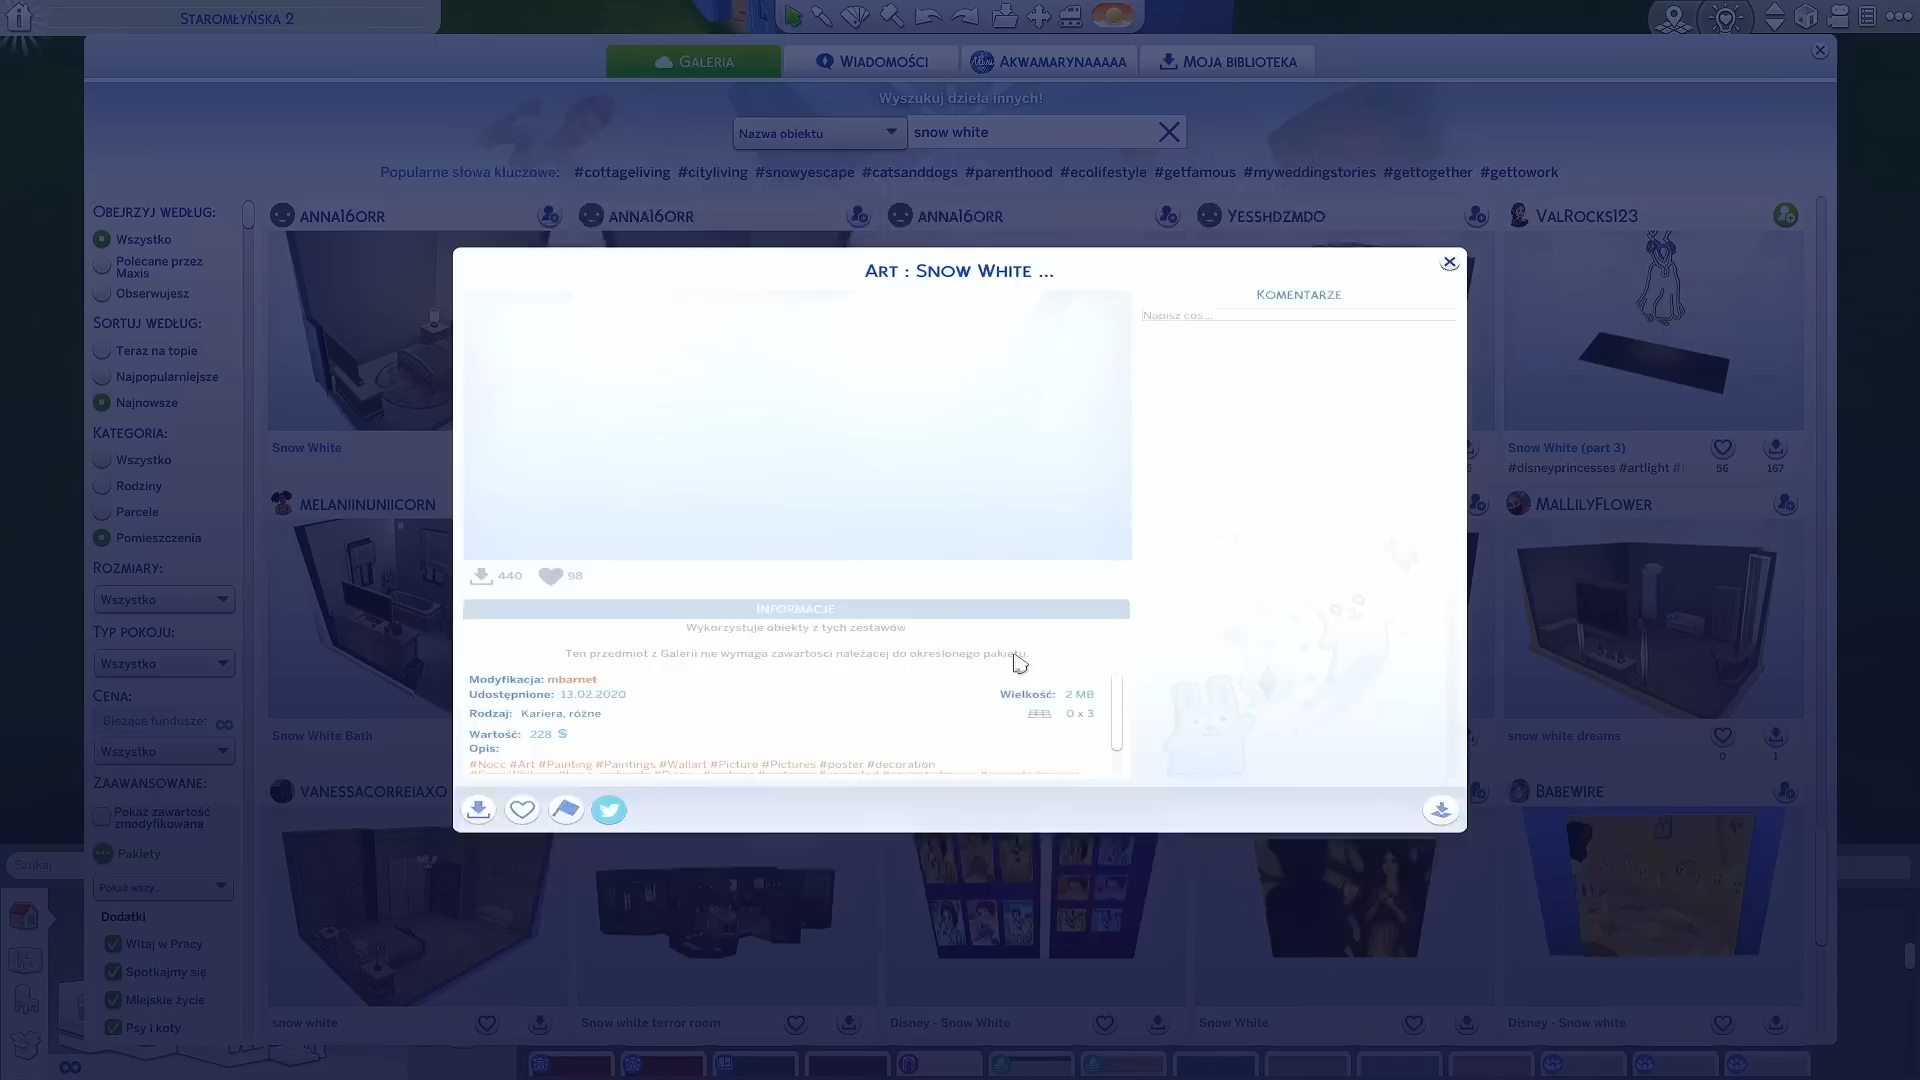 STAROMŁYŃSKA 2
GALERIA
WIADOMOŚCI
AKWAMARYNAAAAA
MOJA BIBLIOTEKA
Wyszukuj dzieła innych!
Nazwa obiektu
snow white
Popularne słowa kluczowe: #cottageliving #cityliving #snowyescape #catsanddogs #parenthood #ecolifestyle #getfamous #myweddingstories #gettogether #gettowork
OBEJRZYJ WEDŁUG:
Wszystko
Polecane przez
Maxis
Obserwujesz
SORTUJ WEDŁUG:
Teraz na topie
Najpopularniejsze
Najnowsze
KATEGORIA:
Wszystko
Rodziny
Parcele
Pomieszczenia
ROZMIARY:
Wszystko
TYP POKOJU:
Wszystko
CENA:
Bieżące fundusze:
Wszystko
ZAAWANSOWANE:
Pokaż zawartość
zmodyfikowaną
Pakiety
Pokaż wszy...
Dodatki
Witaj w Pracy
Spotkajmy się
Miejskie życie
Psy i koty
Szukaj
ANNA16ORR
ANNA16ORR
ANNA16ORR
YESSHDZMDO
VALROCKS123
Snow White
Snow White (part 3)
#disneyprincesses #artlight
56
167
MELANIINUNIICORN
MALLILYFLOWER
Snow White Bath
snow white dreams
0
1
VANESSACORREIAXO
BABEWIRE
snow white
Snow white terror room
Disney - Snow White
Snow White
Disney - Snow white
ART : SNOW WHITE ...
KOMENTARZE
Napisz coś...
440
98
INFORMACJE
Wykorzystuje obiekty z tych zestawów
Ten przedmiot z Galerii nie wymaga zawartości należącej do określonego pakietu.
Modyfikacja: mbarnet
Udostępnione: 13.02.2020
Wielkość: 2 MB
Rodzaj: Kariera, różne
0 x 3
Wartość: 228 $
Opis:
#Nocc #Art #Painting #Paintings #Wallart #Picture #Pictures #poster #decoration